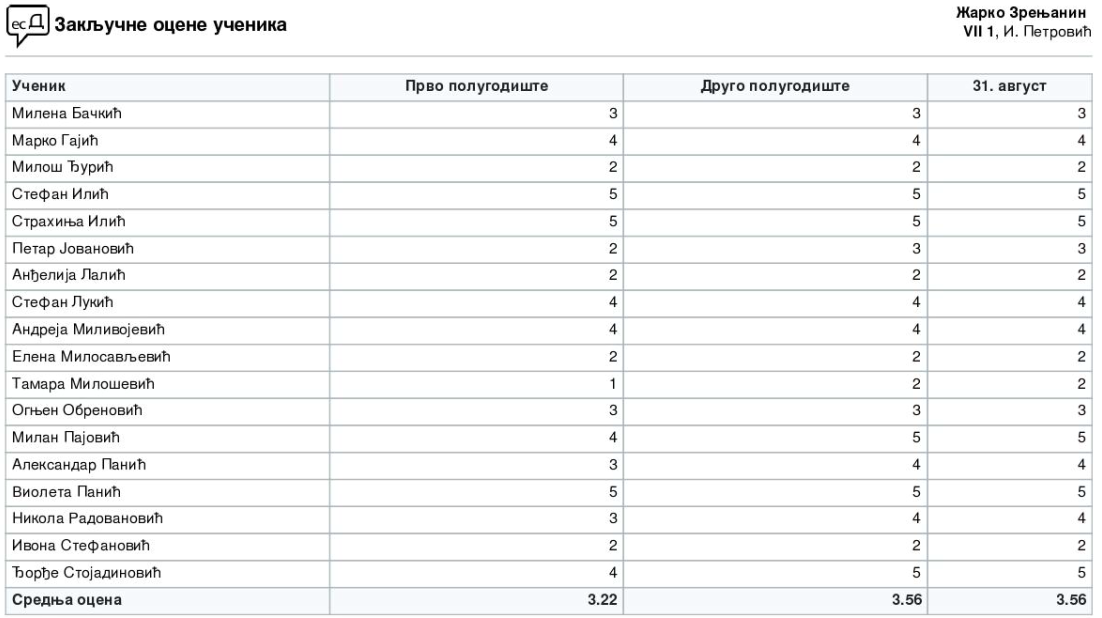 есД Закључне оцене ученика
Жарко Зрењанин
VII 1, И. Петровић
Ученик Прво полугодиште Друго полугодиште 31. август
Милена Бачкић 3 3 3
Марко Гајић 4 4 4
Милош Ђурић 2 2 2
Стефан Илић 5 5 5
Страхиња Илић 5 5 5
Петар Јовановић 2 3 3
Анђелија Лалић 2 2 2
Стефан Лукић 4 4 4
Андреја Миливојевић 4 4 4
Елена Милосављевић 2 2 2
Тамара Милошевић 1 2 2
Огњен Обреновић 3 3 3
Милан Пајовић 4 5 5
Александар Панић 3 4 4
Виолета Панић 5 5 5
Никола Радовановић 3 4 4
Ивона Стефановић 2 2 2
Ђорђе Стојадиновић 4 5 5
Средња оцена 3.22 3.56 3.56